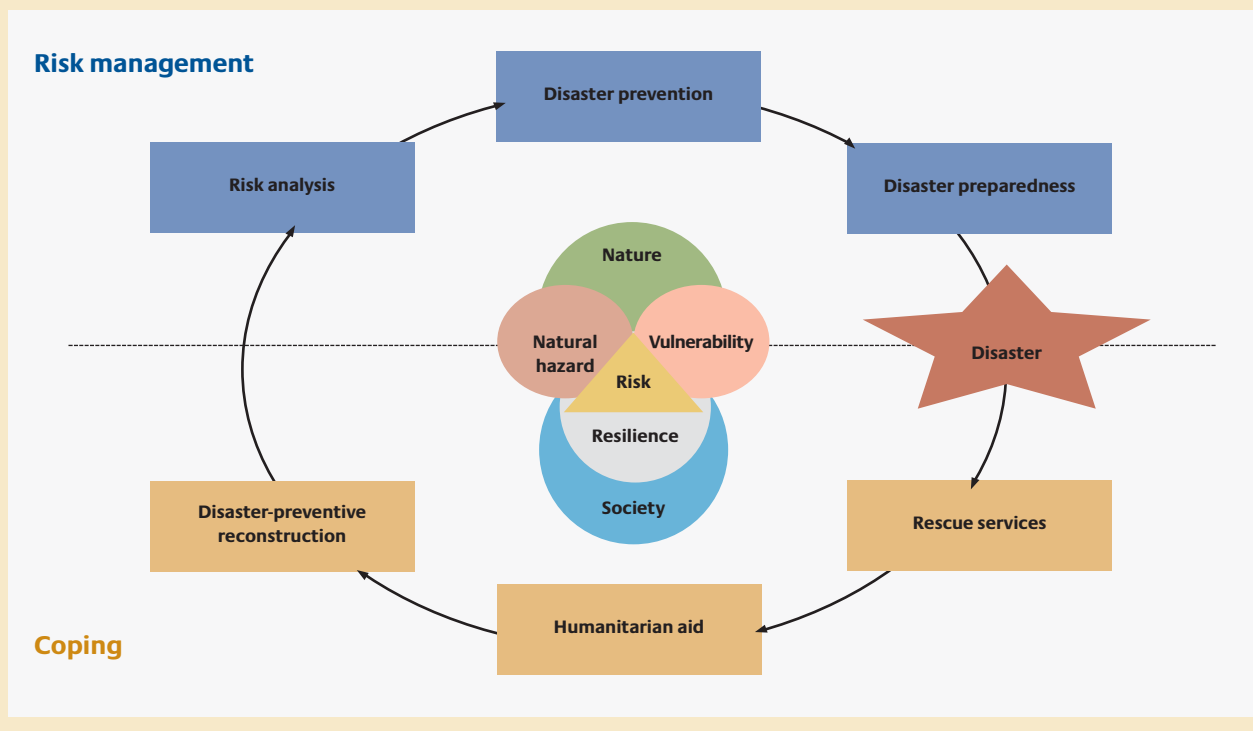 Risk management
Disaster prevention
Risk analysis
Disaster preparedness
Nature
Natural
hazard
Vulnerability
Risk
Disaster
Resilience
Society
Disaster-preventive
reconstruction
Rescue services
Humanitarian aid
Coping